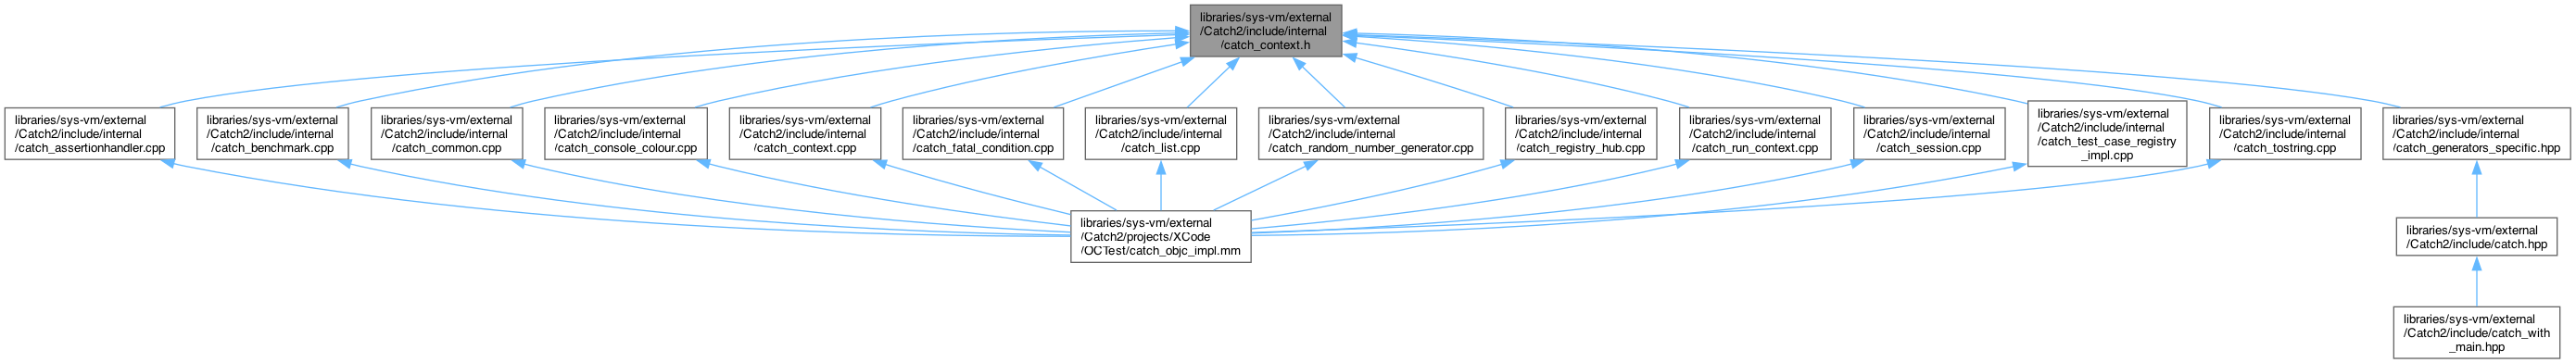 libraries/sys-vm/external
/Catch2/include/internal
/catch_context.h
libraries/sys-vm/external
/Catch2/include/internal
/catch_assertionhandler.cpp
libraries/sys-vm/external
/Catch2/include/internal
/catch_benchmark.cpp
libraries/sys-vm/external
/Catch2/include/internal
/catch_common.cpp
libraries/sys-vm/external
/Catch2/include/internal
/catch_console_colour.cpp
libraries/sys-vm/external
/Catch2/include/internal
/catch_context.cpp
libraries/sys-vm/external
/Catch2/include/internal
/catch_fatal_condition.cpp
libraries/sys-vm/external
/Catch2/include/internal
/catch_list.cpp
libraries/sys-vm/external
/Catch2/include/internal
/catch_random_number_generator.cpp
libraries/sys-vm/external
/Catch2/include/internal
/catch_registry_hub.cpp
libraries/sys-vm/external
/Catch2/include/internal
/catch_run_context.cpp
libraries/sys-vm/external
/Catch2/include/internal
/catch_session.cpp
libraries/sys-vm/external
/Catch2/include/internal
/catch_test_case_registry
_impl.cpp
libraries/sys-vm/external
/Catch2/include/internal
/catch_tostring.cpp
libraries/sys-vm/external
/Catch2/include/internal
/catch_generators_specific.hpp
libraries/sys-vm/external
/Catch2/projects/XCode
/OCTest/catch_objc_impl.mm
libraries/sys-vm/external
/Catch2/include/catch.hpp
libraries/sys-vm/external
/Catch2/include/catch_with
_main.hpp